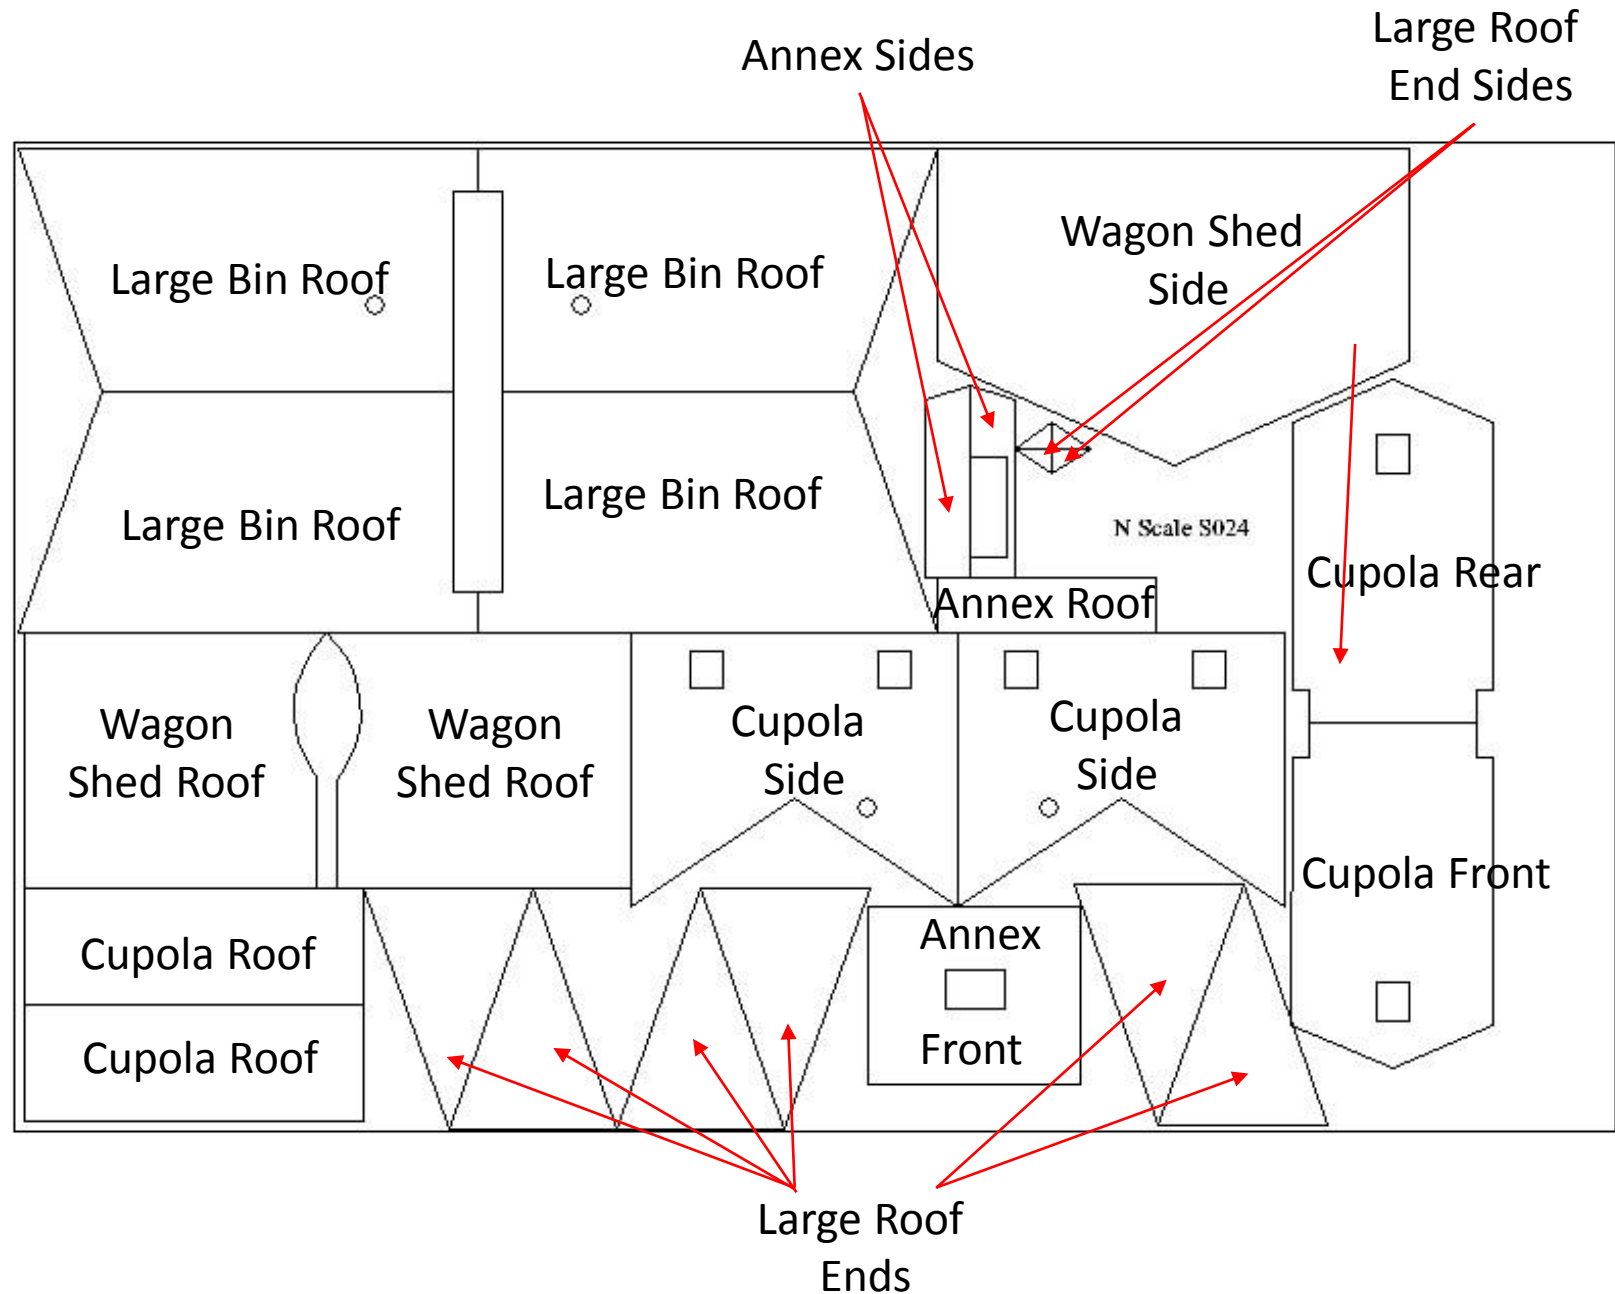 Annex Sides
Large Roof
End Sides
Large Bin Roof
Large Bin Roof
Wagon Shed
Side
Large Bin Roof
Large Bin Roof
N Scale S024
Cupola Rear
Annex Roof
Wagon
Shed Roof
Wagon
Shed Roof
Cupola
Side
Cupola
Side
Cupola Front
Cupola Roof
Cupola Roof
Annex
Front
Large Roof
Ends